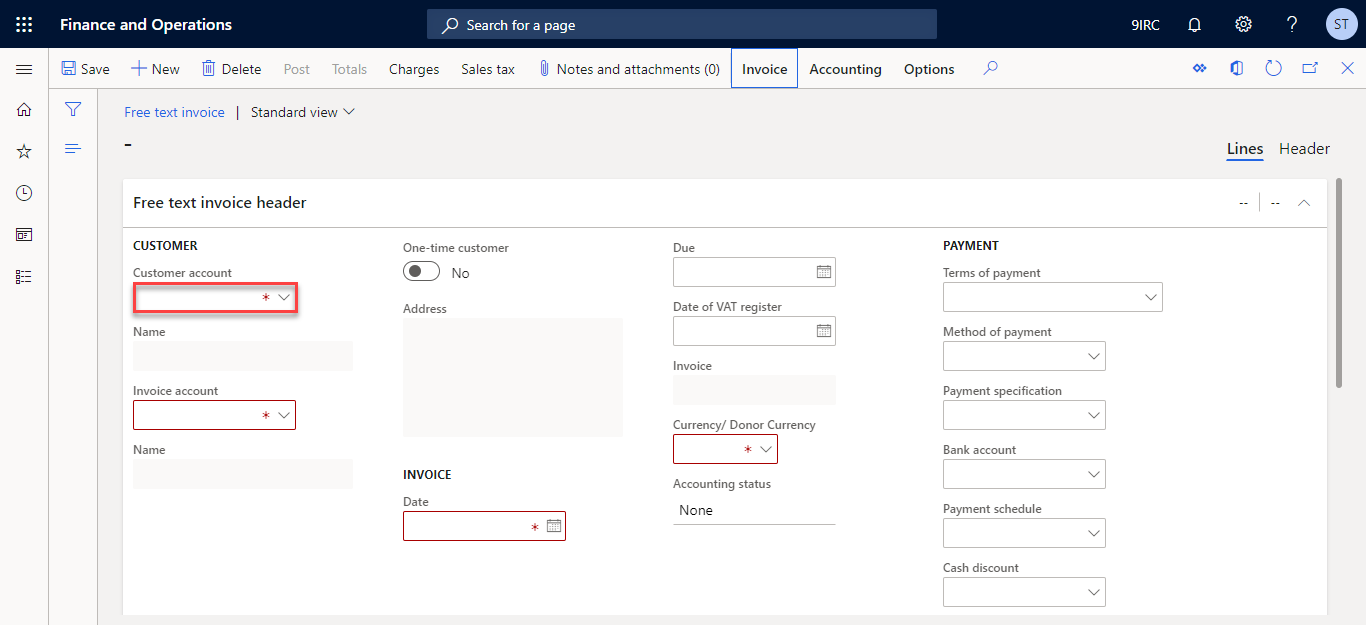 Finance and Operations
Search for a page
9IRC
?
ST
Save
New
Delete
Post
Totals
Charges
Sales tax
Notes and attachments (0)
Invoice
Accounting
Options
Free text invoice | Standard view
-
Lines
Header
Free text invoice header
-- | --
CUSTOMER
Customer account
*
Name
Invoice account
*
Name
One-time customer
No
Address
INVOICE
Date
*
Due
Date of VAT register
Invoice
Currency/ Donor Currency
*
Accounting status
None
PAYMENT
Terms of payment
Method of payment
Payment specification
Bank account
Payment schedule
Cash discount